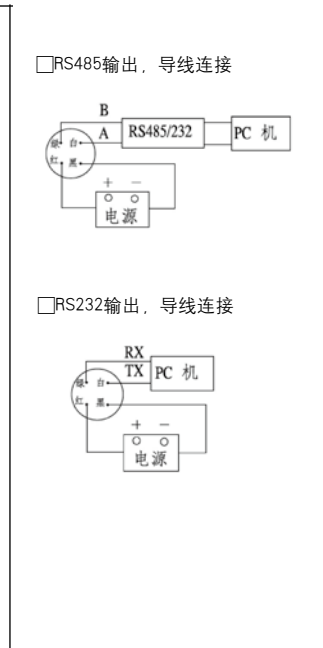 □RS485输出，导线连接
B
A RS485/232 PC 机
白
红 黑
+ −
电源
□RS232输出，导线连接
RX
TX PC 机
白
红 黑
+ −
电源